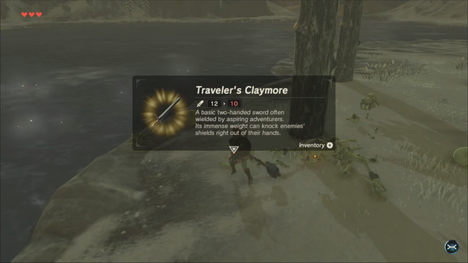 Traveler's Claymore
12 › 10
A basic two-handed sword often
wielded by aspiring adventurers.
Its immense weight can knock enemies'
shields right out of their hands.
Inventory +